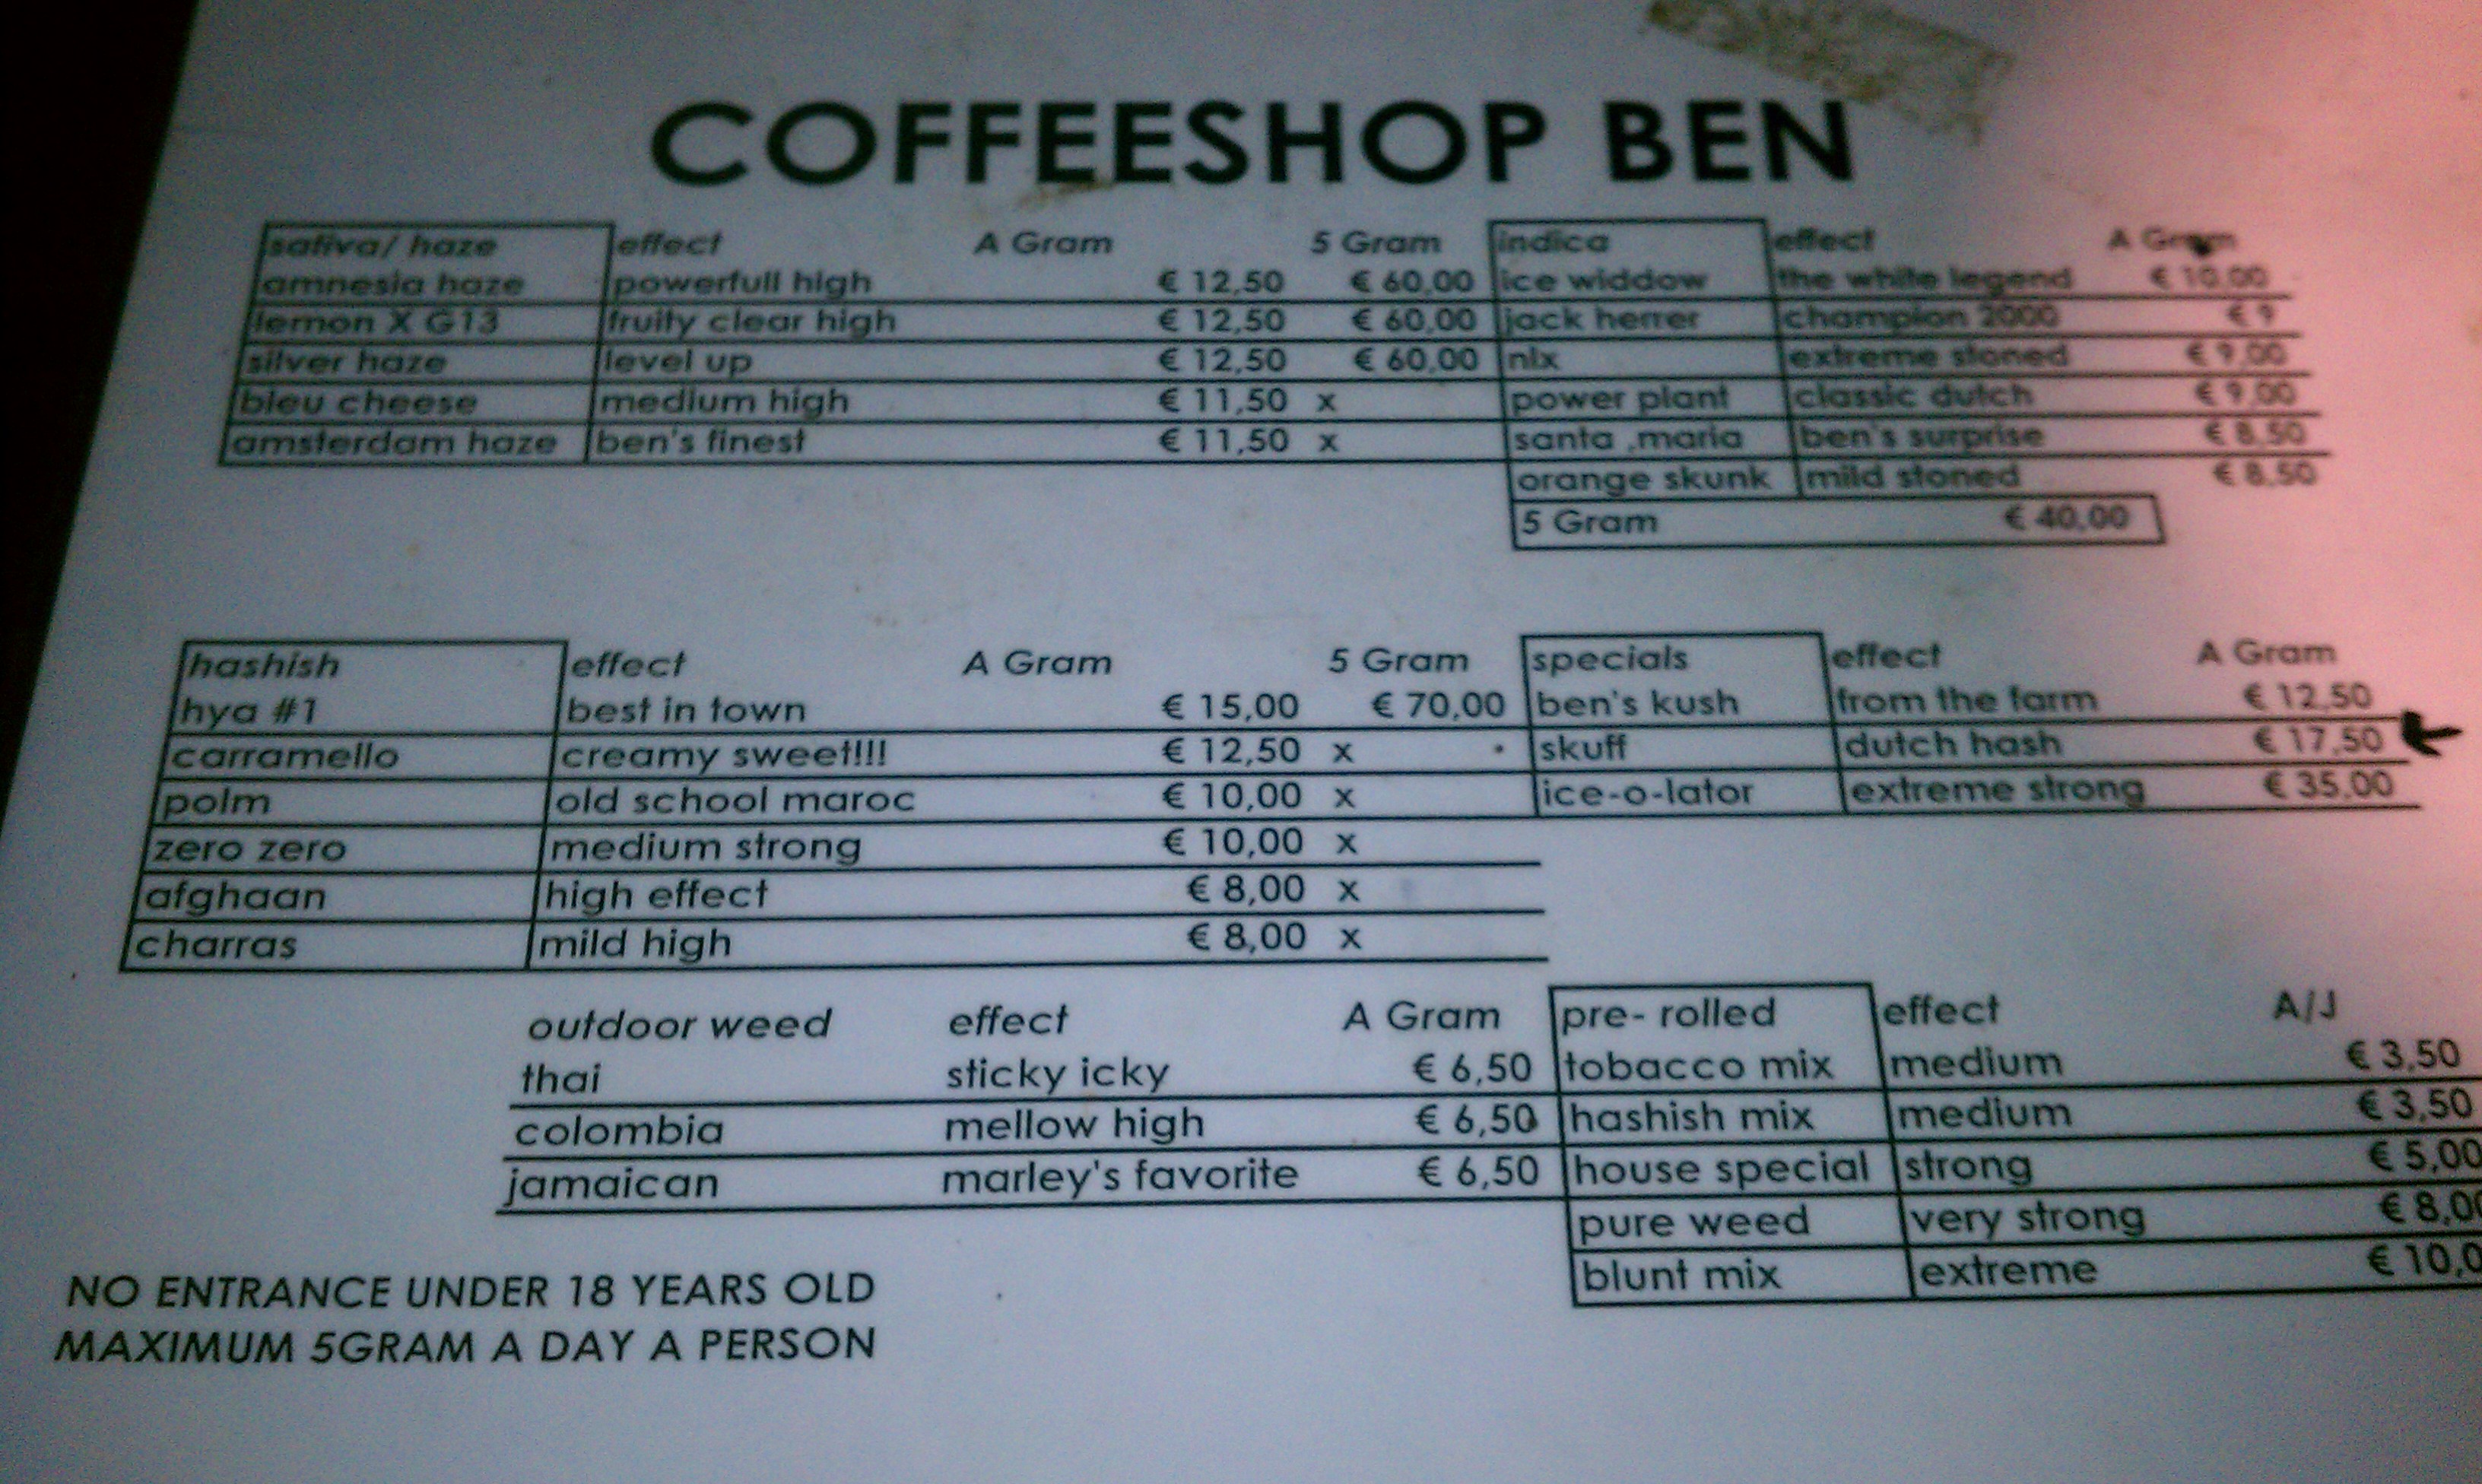 COFFEESHOP BEN
sativa/ haze effect A Gram 5 Gram
amnesia haze powerfull high € 12,50 € 60,00
lemon X G13 fruity clear high € 12,50 € 60,00
silver haze level up € 12,50 € 60,00
bleu cheese medium high € 11,50 x
amsterdam haze ben's finest € 11,50 x
indica effect A Gram
ice widdow the white legend € 10,00
jack herrer champion 2000 € 9
nlx extreme stoned € 9,00
power plant classic dutch € 9,00
santa .maria ben's surprise € 8,50
orange skunk mild stoned € 8,50
5 Gram € 40,00
hashish effect A Gram 5 Gram
hya #1 best in town € 15,00 € 70,00
carramello creamy sweet!!! € 12,50 x
polm old school maroc € 10,00 x
zero zero medium strong € 10,00 x
afghaan high effect € 8,00 x
charras mild high € 8,00 x
specials effect A Gram
ben's kush from the farm € 12,50
skuff dutch hash € 17,50
ice-o-lator extreme strong € 35,00
outdoor weed effect A Gram
thai sticky icky € 6,50
colombia mellow high € 6,50
jamaican marley's favorite € 6,50
pre- rolled effect A/J
tobacco mix medium € 3,50
hashish mix medium € 3,50
house special strong € 5,00
pure weed very strong € 8,00
blunt mix extreme € 10,0
NO ENTRANCE UNDER 18 YEARS OLD
MAXIMUM 5GRAM A DAY A PERSON